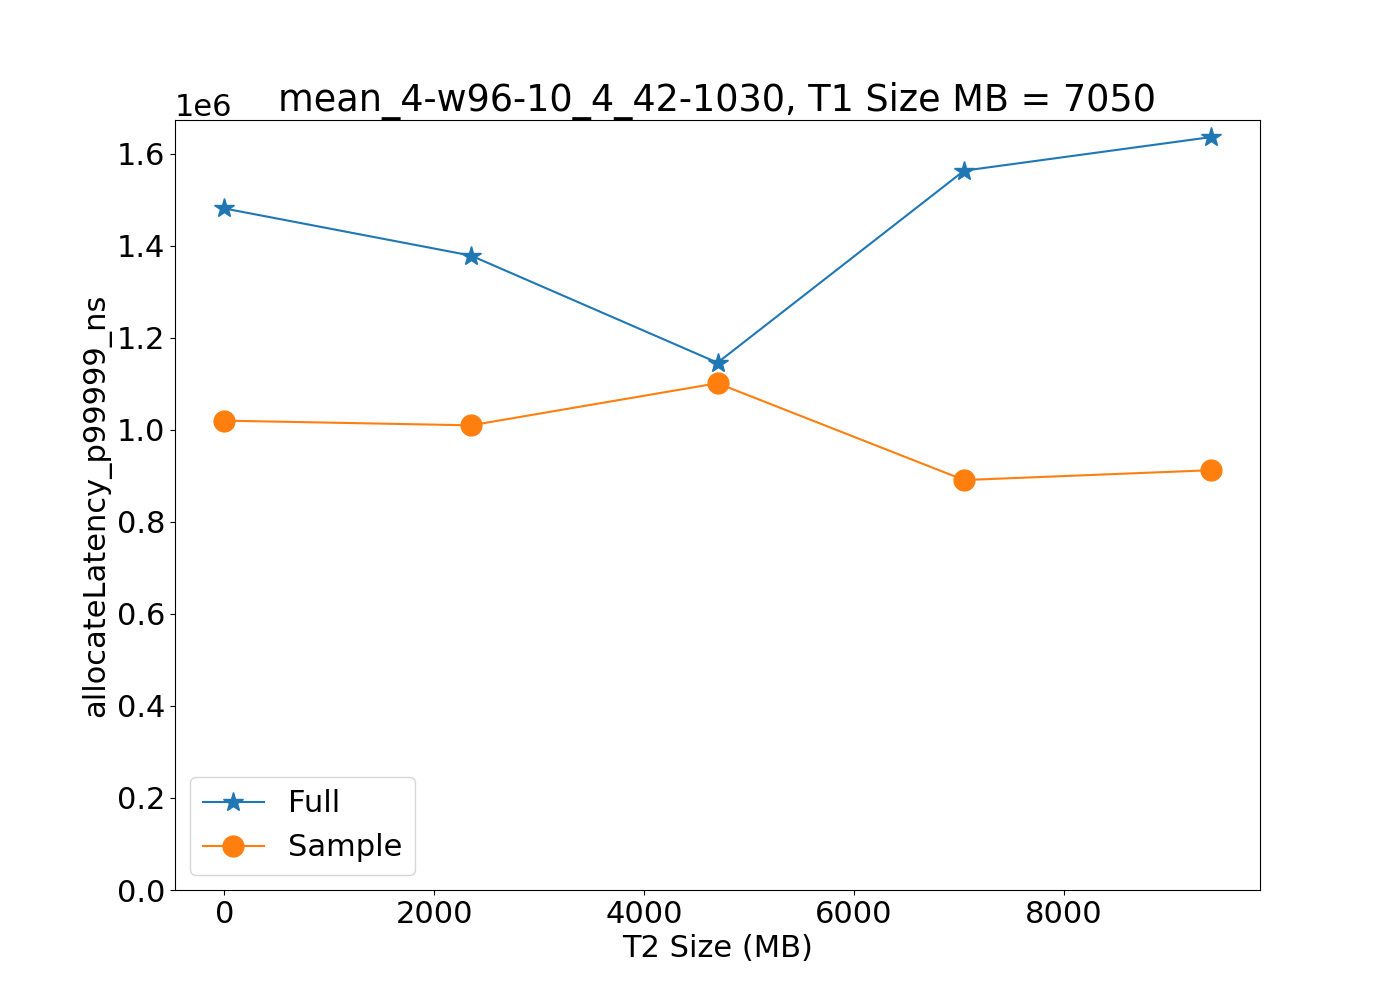 1e6
mean_4-w96-10_4_42-1030, T1 Size MB = 7050
1.6
1.4
1.2
1.0
0.8
0.6
0.4
0.2
0.0
allocateLatency_p99999_ns
Full
Sample
0 2000 4000 6000 8000
T2 Size (MB)